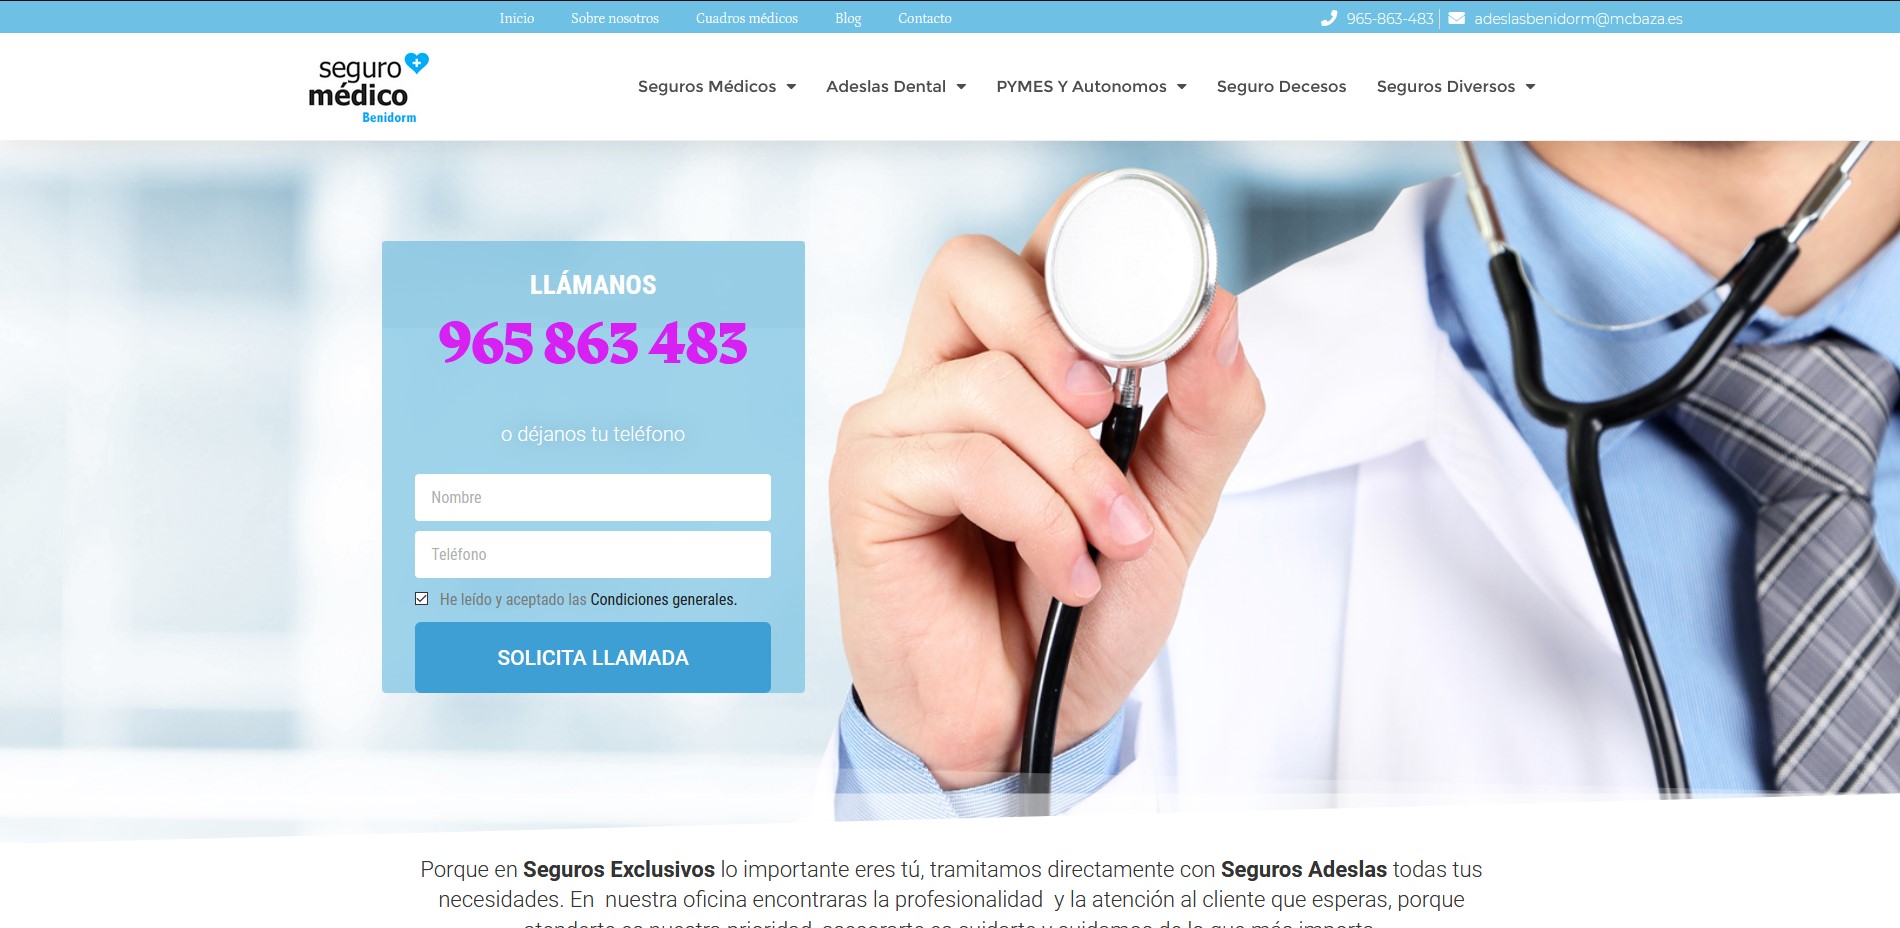 Inicio Sobre nosotros Cuadros médicos Blog Contacto 965-863-483 adeslasbenidorm@mcbaza.es
seguro
médico
Benidorm
Seguros Médicos Adeslas Dental PYMES Y Autonomos Seguro Decesos Seguros Diversos
LLÁMANOS
965 863 483
o déjanos tu teléfono
Nombre
Teléfono
He leído y aceptado las Condiciones generales.
SOLICITA LLAMADA
Porque en Seguros Exclusivos lo importante eres tú, tramitamos directamente con Seguros Adeslas todas tus
necesidades. En nuestra oficina encontraras la profesionalidad y la atención al cliente que esperas, porque